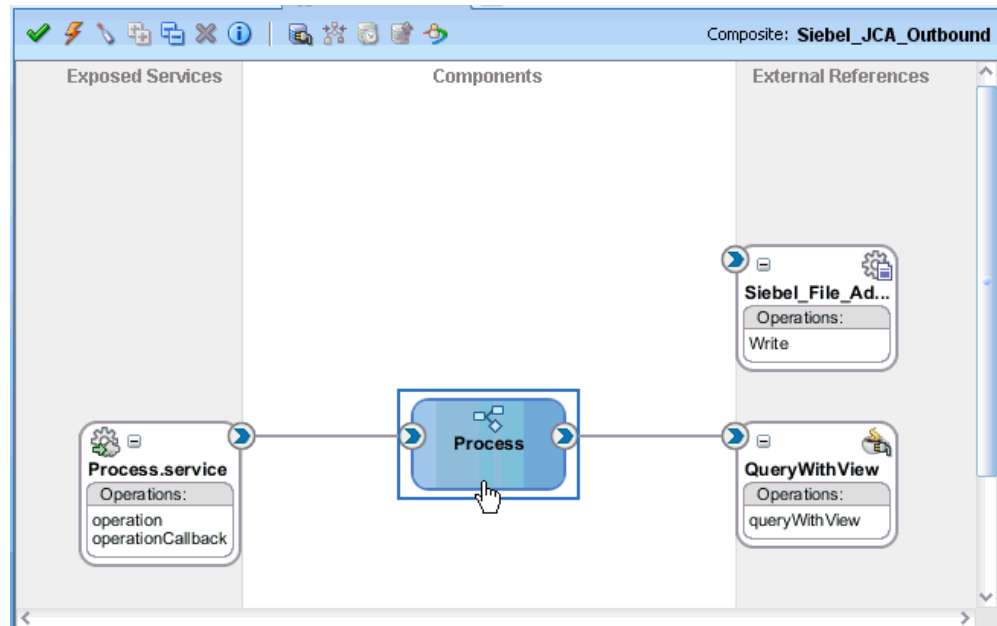 Composite: Siebel_JCA_Outbound
Exposed Services
Components
External References
Siebel_File_Ad...
Operations:
Write
Process
Process.service
Operations:
operation
operationCallback
QueryWithView
Operations:
queryWithView